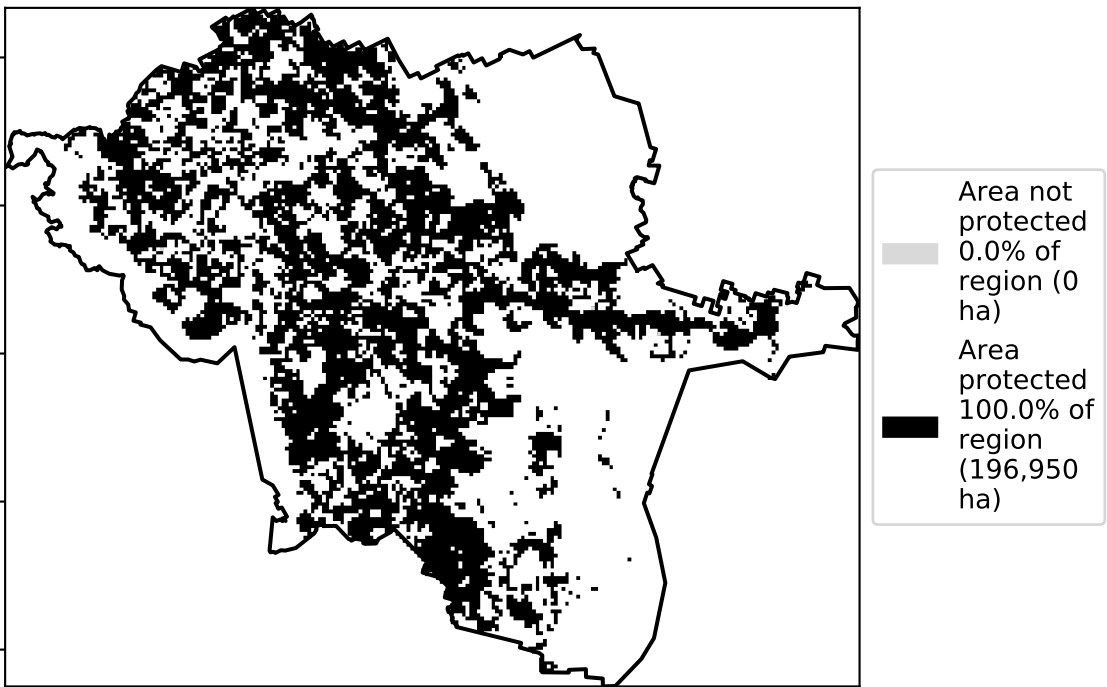 Area not
protected
0.0% of
region (0
ha)
Area
protected
100.0% of
region
(196,950
ha)